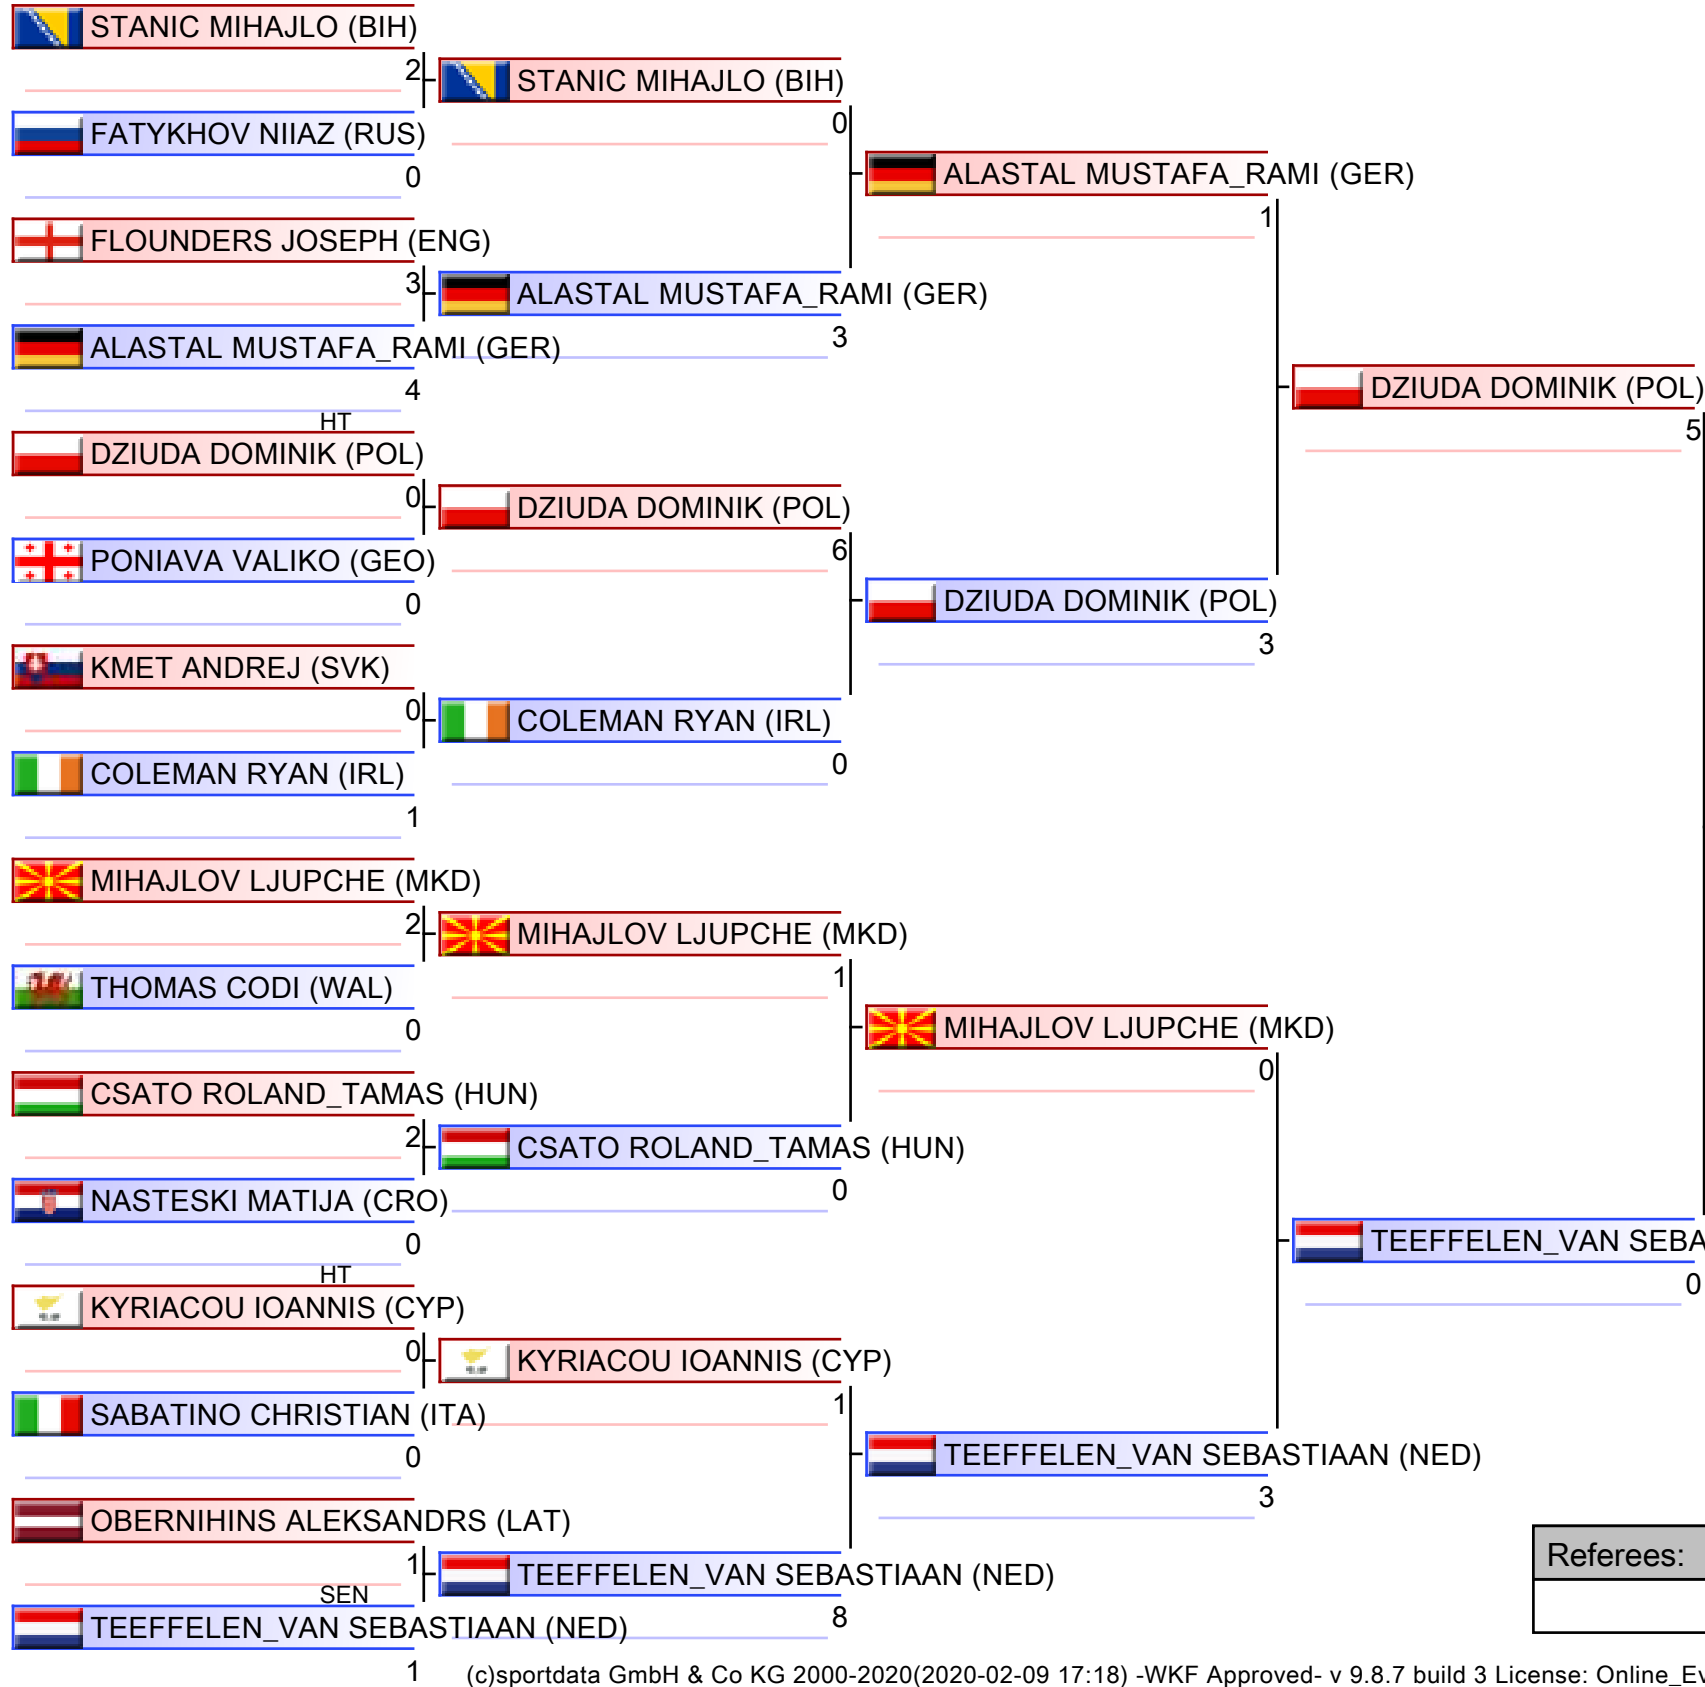 STANIC MIHAJLO (BIH)
2
FATYKHOV NIIAZ (RUS)
0
FLOUNDERS JOSEPH (ENG)
3
ALASTAL MUSTAFA_RAMI (GER)
4
HT
DZIUDA DOMINIK (POL)
0
PONIAVA VALIKO (GEO)
0
KMET ANDREJ (SVK)
0
COLEMAN RYAN (IRL)
1
MIHAJLOV LJUPCHE (MKD)
2
THOMAS CODI (WAL)
0
CSATO ROLAND_TAMAS (HUN)
2
NASTESKI MATIJA (CRO)
0
HT
KYRIACOU IOANNIS (CYP)
0
SABATINO CHRISTIAN (ITA)
0
OBERNIHINS ALEKSANDRS (LAT)
1
SEN
TEEFFELEN_VAN SEBASTIAAN (NED)
1
STANIC MIHAJLO (BIH)
0
ALASTAL MUSTAFA_RAMI (GER)
3
DZIUDA DOMINIK (POL)
6
COLEMAN RYAN (IRL)
0
MIHAJLOV LJUPCHE (MKD)
1
CSATO ROLAND_TAMAS (HUN)
0
KYRIACOU IOANNIS (CYP)
1
TEEFFELEN_VAN SEBASTIAAN (NED)
8
ALASTAL MUSTAFA_RAMI (GER)
1
DZIUDA DOMINIK (POL)
3
MIHAJLOV LJUPCHE (MKD)
0
TEEFFELEN_VAN SEBASTIAAN (NED)
3
DZIUDA DOMINIK (POL)
5
TEEFFELEN_VAN SEBA
0
Referees:
(c)sportdata GmbH & Co KG 2000-2020(2020-02-09 17:18) -WKF Approved- v 9.8.7 build 3 License: Online_Ev